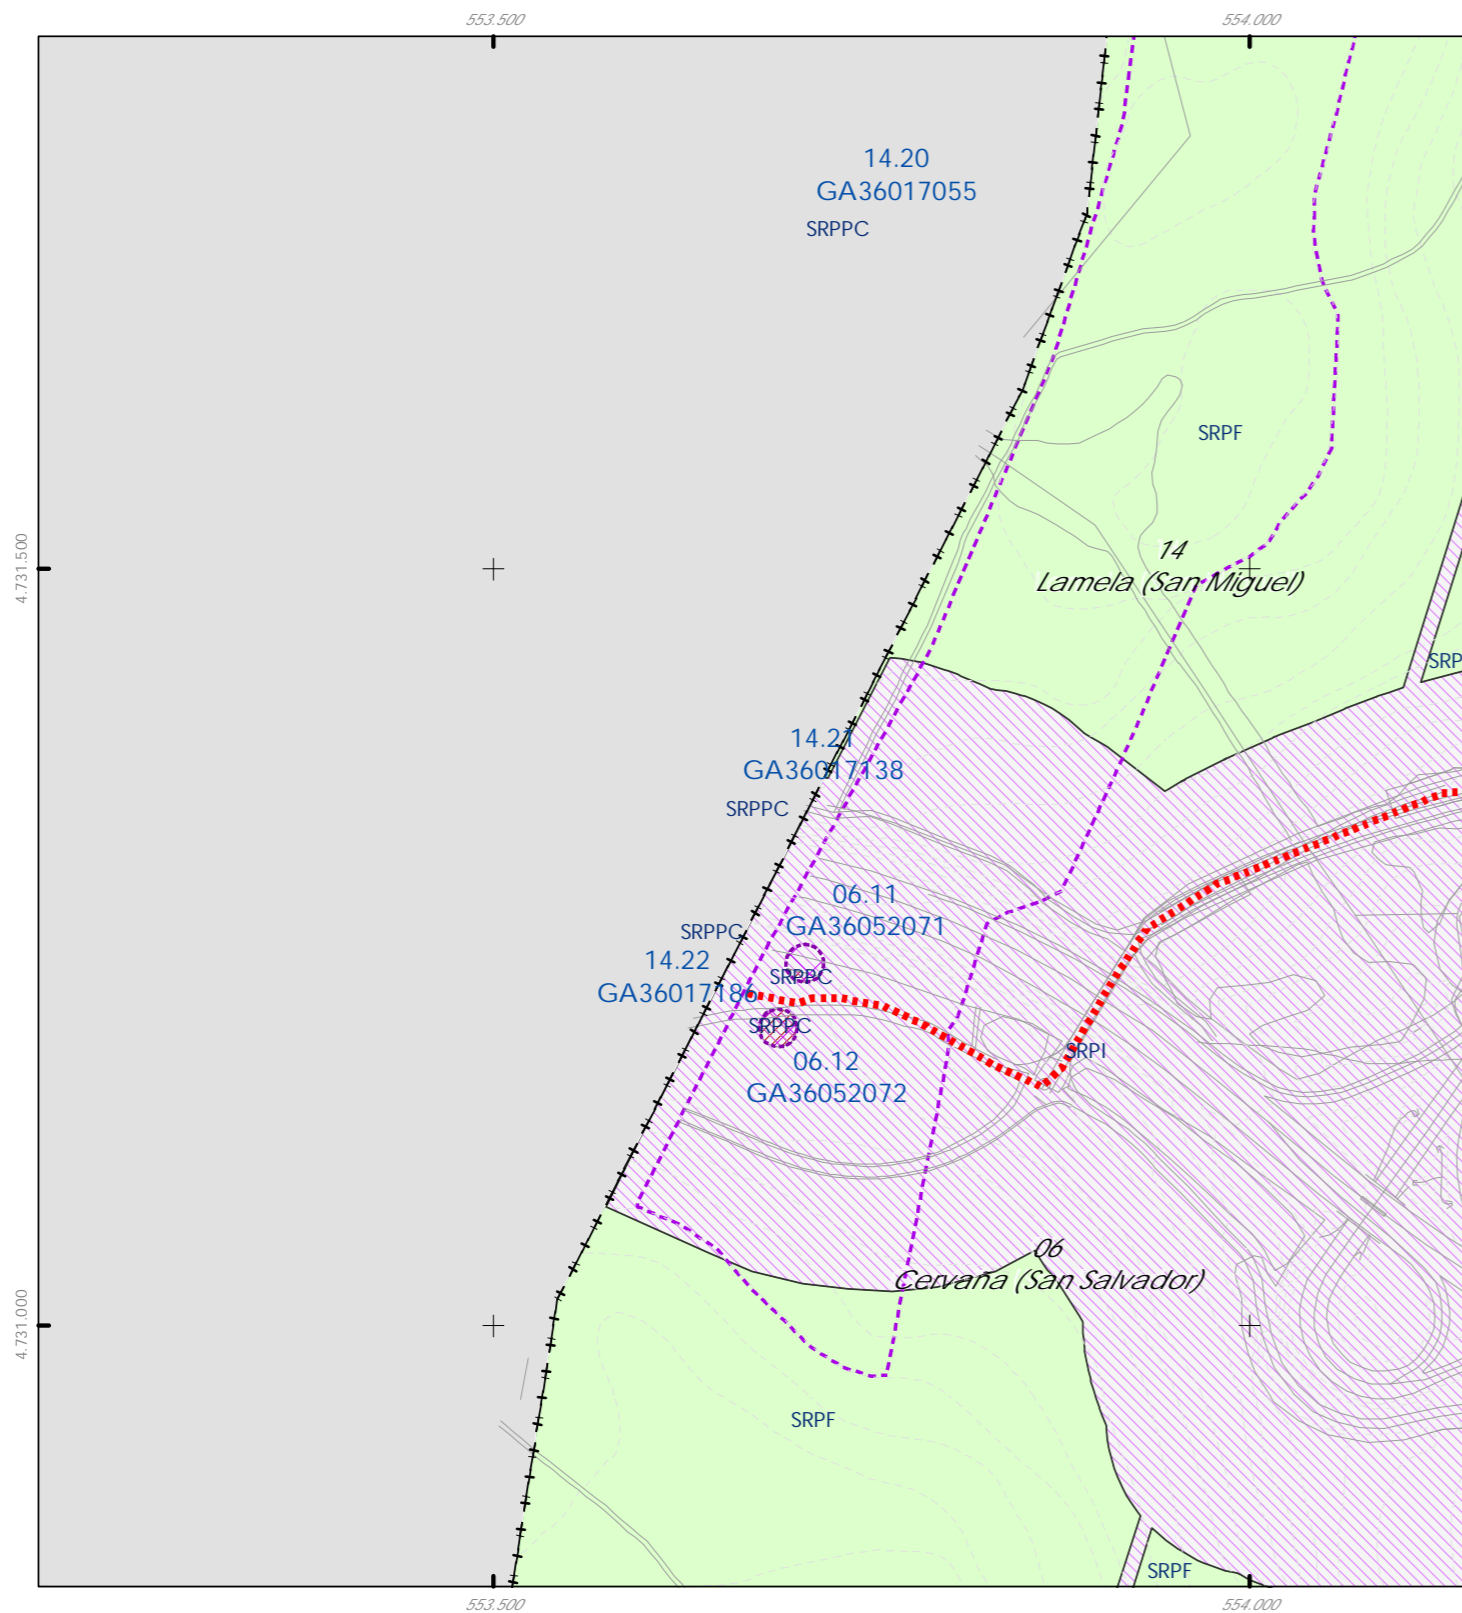 553.500
554.000
14.20
GA36017055
SRPPC
SRPF
4.731.500
14
Lamela (San Miguel)
SRP
14.21
GA36017138
SRPPC
06.11
GA36052071
SRPPC
14.22
GA36017186
SRPPC
SRPPC
SRPI
06.12
GA36052072
06
Cervaña (San Salvador)
4.731.000
SRPF
SRPF
553.500
554.000